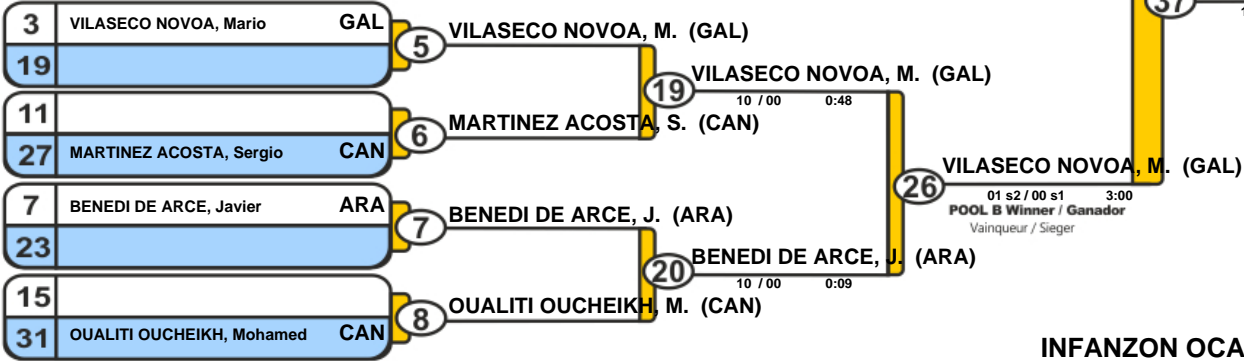 37
3 VILASECO NOVOA, Mario GAL
19
5 VILASECO NOVOA, M. (GAL)
11
27 MARTINEZ ACOSTA, Sergio CAN
6 MARTINEZ ACOSTA, S. (CAN)
19 VILASECO NOVOA, M. (GAL)
10 / 00 0:48
7 BENEDI DE ARCE, Javier ARA
23
7 BENEDI DE ARCE, J. (ARA)
15
31 OUALITI OUCHEIKH, Mohamed CAN
8 OUALITI OUCHEIKH, M. (CAN)
20 BENEDI DE ARCE, J. (ARA)
10 / 00 0:09
26 VILASECO NOVOA, M. (GAL)
01 s2 / 00 s1 3:00
POOL B Winner / Ganador
Vainqueur / Sieger
INFANZON OCA